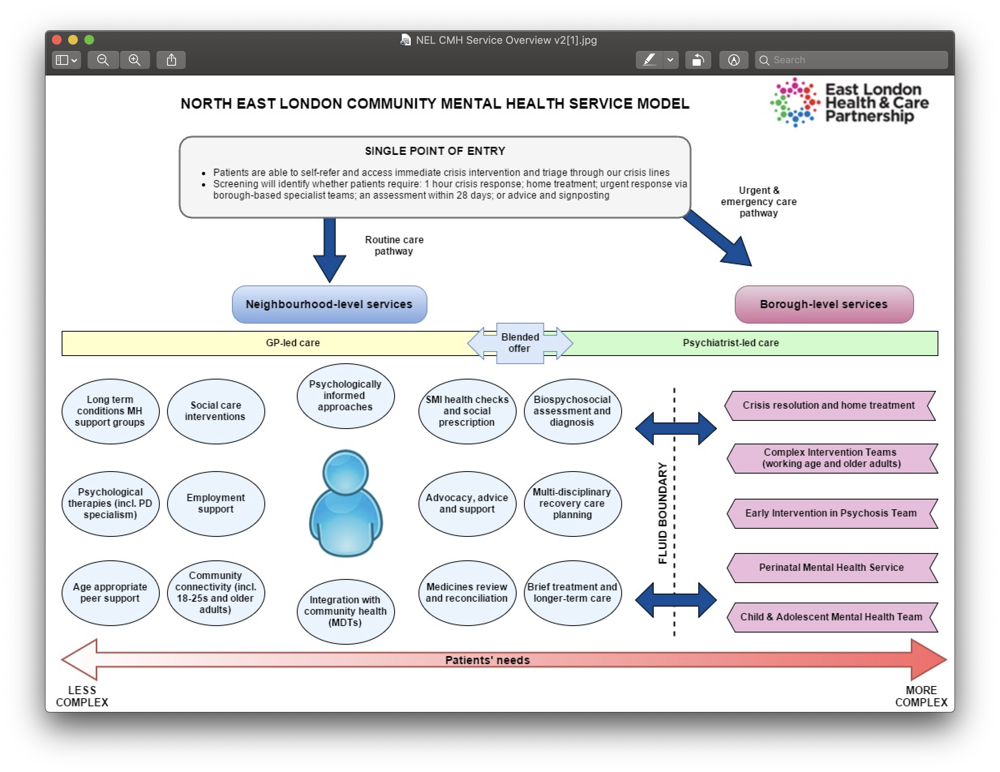 NEL CMH Service Overview v2[1].jpg
Search
East London
Health & Care
Partnership
NORTH EAST LONDON COMMUNITY MENTAL HEALTH SERVICE MODEL
SINGLE POINT OF ENTRY
• Patients are able to self-refer and access immediate crisis intervention and triage through our crisis lines
• Screening will identify whether patients require: 1 hour crisis response; home treatment; urgent response via
borough-based specialist teams; an assessment within 28 days; or advice and signposting
Urgent &
emergency care
pathway
Routine care
pathway
Neighbourhood-level services
Borough-level services
GP-led care
Blended
offer
Psychiatrist-led care
Long term
conditions MH
support groups
Social care
interventions
Psychologically
informed
approaches
SMI health checks
and social
prescription
Biospychosocial
assessment and
diagnosis
Crisis resolution and home treatment
Complex Intervention Teams
(working age and older adults)
Psychological
therapies (incl. PD
specialism)
Employment
support
Advocacy, advice
and support
Multi-disciplinary
recovery care
planning
FLUID BOUNDARY
Early Intervention in Psychosis Team
Perinatal Mental Health Service
Age appropriate
peer support
Community
connectivity (incl.
18-25s and older
adults)
Integration with
community health
(MDTs)
Medicines review
and reconciliation
Brief treatment and
longer-term care
Child & Adolescent Mental Health Team
Patients' needs
LESS
COMPLEX
MORE
COMPLEX